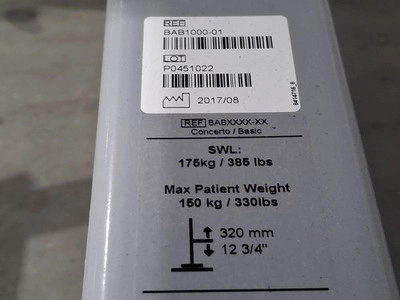 REF
BAB1000-01
LOT
P0451022
2017/08
REF BABXXXX-XX
Concerto / Basic
SWL:
175kg / 385 lbs
Max Patient Weight
150 kg / 330lbs
320 mm
12 3/4"